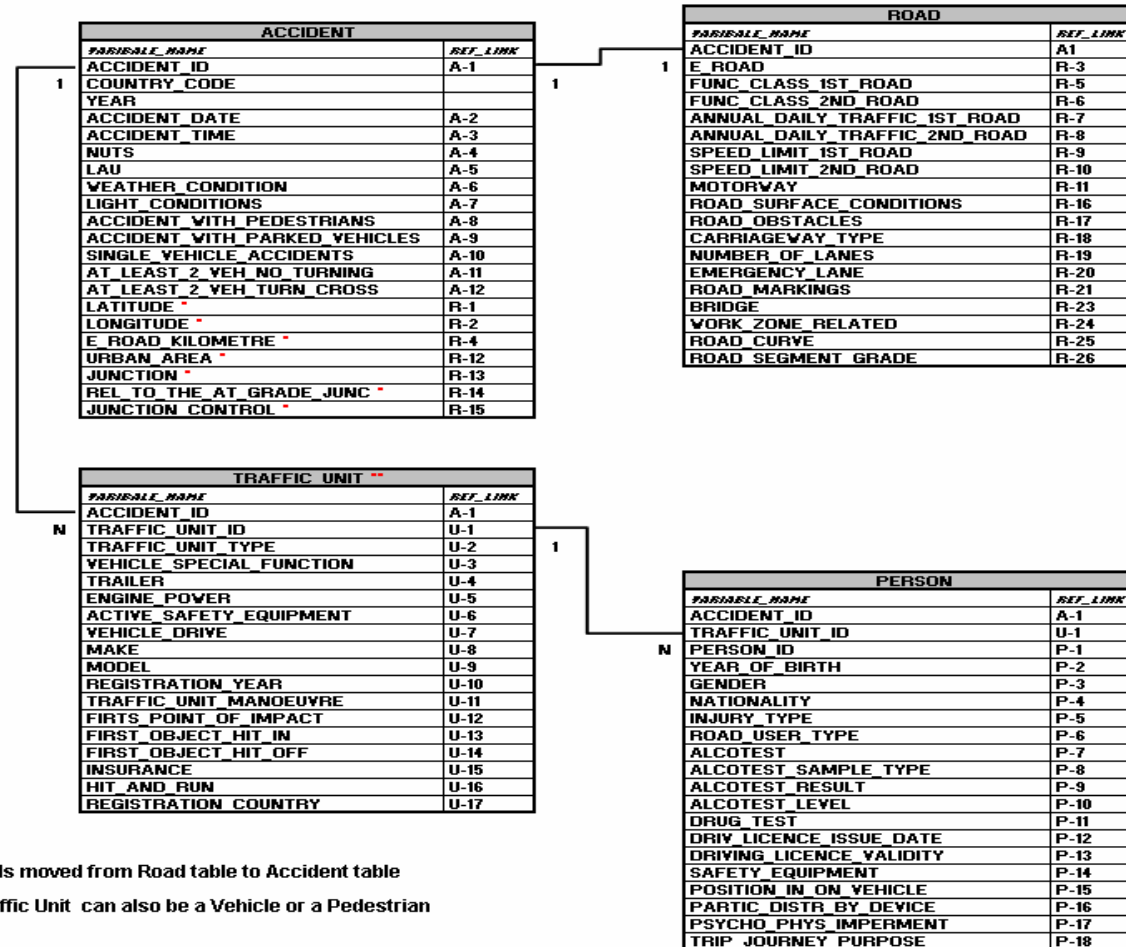 ACCIDENT
VARIBALE_NAME REF_LINK
ACCIDENT_ID A-1
COUNTRY_CODE
YEAR
ACCIDENT_DATE A-2
ACCIDENT_TIME A-3
NUTS A-4
LAU A-5
WEATHER_CONDITION A-6
LIGHT_CONDITIONS A-7
ACCIDENT_WITH_PEDESTRIANS A-8
ACCIDENT_WITH_PARKED_VEHICLES A-9
SINGLE_VEHICLE_ACCIDENTS A-10
AT_LEAST_2_VEH_NO_TURNING A-11
AT_LEAST_2_VEH_TURN_CROSS A-12
LATITUDE * R-1
LONGITUDE * R-2
E_ROAD_KILOMETRE * R-4
URBAN_AREA * R-12
JUNCTION * R-13
REL_TO_THE_AT_GRADE_JUNC * R-14
JUNCTION_CONTROL * R-15
1
1
ROAD
VARIBALE_NAME REF_LINK
ACCIDENT_ID A1
1
E_ROAD R-3
FUNC_CLASS_1ST_ROAD R-5
FUNC_CLASS_2ND_ROAD R-6
ANNUAL_DAILY_TRAFFIC_1ST_ROAD R-7
ANNUAL_DAILY_TRAFFIC_2ND_ROAD R-8
SPEED_LIMIT_1ST_ROAD R-9
SPEED_LIMIT_2ND_ROAD R-10
MOTORWAY R-11
ROAD_SURFACE_CONDITIONS R-16
ROAD_OBSTACLES R-17
CARRIAGEWAY_TYPE R-18
NUMBER_OF_LANES R-19
EMERGENCY_LANE R-20
ROAD_MARKINGS R-21
BRIDGE R-23
WORK_ZONE_RELATED R-24
ROAD_CURVE R-25
ROAD_SEGMENT_GRADE R-26
TRAFFIC_UNIT **
VARIBALE_NAME REF_LINK
ACCIDENT_ID A-1
N
TRAFFIC_UNIT_ID U-1
TRAFFIC_UNIT_TYPE U-2
1
VEHICLE_SPECIAL_FUNCTION U-3
TRAILER U-4
ENGINE_POWER U-5
ACTIVE_SAFETY_EQUIPMENT U-6
VEHICLE_DRIVE U-7
MAKE U-8
MODEL U-9
REGISTRATION_YEAR U-10
TRAFFIC_UNIT_MANOEUVRE U-11
FIRTS_POINT_OF_IMPACT U-12
FIRST_OBJECT_HIT_IN U-13
FIRST_OBJECT_HIT_OFF U-14
INSURANCE U-15
HIT_AND_RUN U-16
REGISTRATION_COUNTRY U-17
PERSON
VARIABLE_NAME REF_LINK
ACCIDENT_ID A-1
TRAFFIC_UNIT_ID U-1
N
PERSON_ID P-1
YEAR_OF_BIRTH P-2
GENDER P-3
NATIONALITY P-4
INJURY_TYPE P-5
ROAD_USER_TYPE P-6
ALCOTEST P-7
ALCOTEST_SAMPLE_TYPE P-8
ALCOTEST_RESULT P-9
ALCOTEST_LEVEL P-10
DRUG_TEST P-11
DRIV_LICENCE_ISSUE_DATE P-12
DRIVING_LICENCE_VALIDITY P-13
SAFETY_EQUIPMENT P-14
POSITION_IN_ON_VEHICLE P-15
PARTIC_DISTR_BY_DEVICE P-16
PSYCHO_PHYS_IMPERMENT P-17
TRIP_JOURNEY_PURPOSE P-18
ls moved from Road table to Accident table
ffic Unit can also be a Vehicle or a Pedestrian